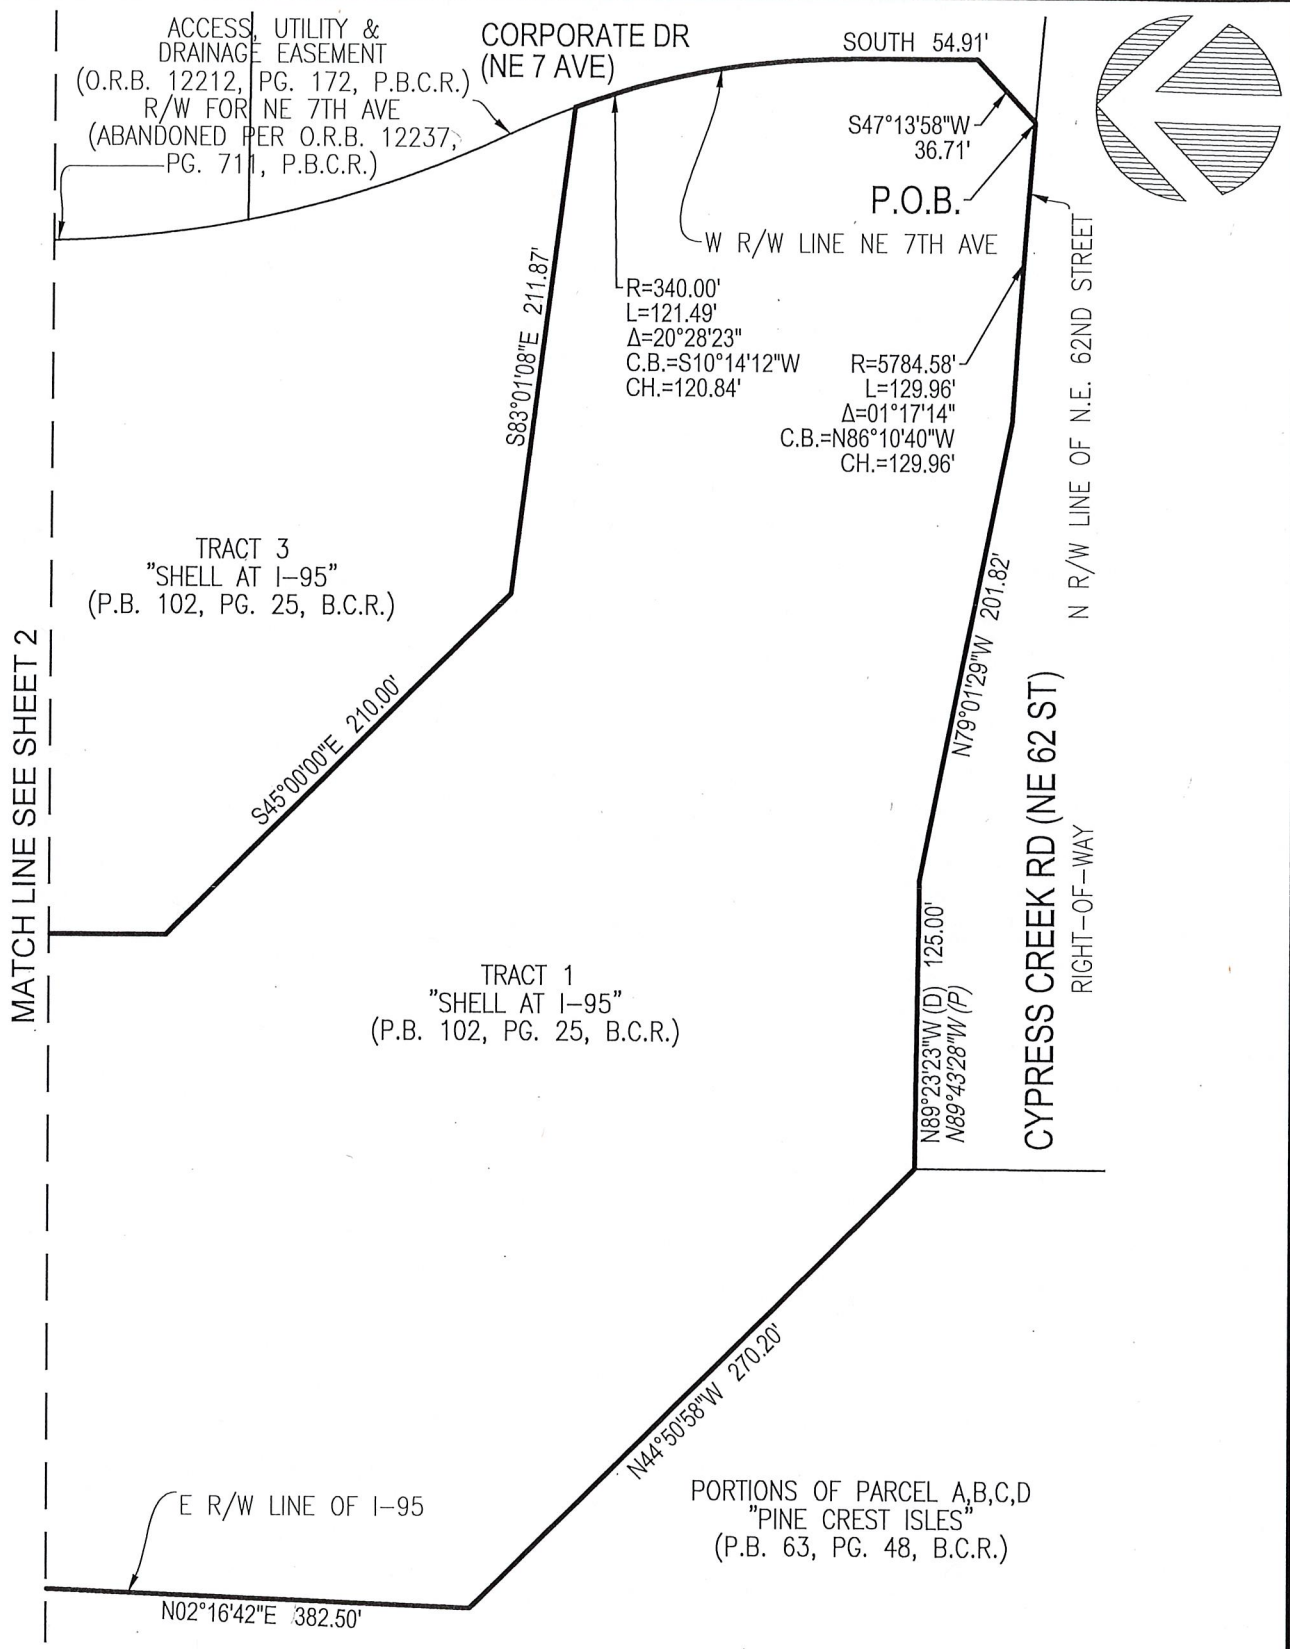 ACCESS, UTILITY &
DRAINAGE EASEMENT
(O.R.B. 12212, PG. 172, P.B.C.R.)
R/W FOR NE 7TH AVE
(ABANDONED PER O.R.B. 12237,
PG. 711, P.B.C.R.)
CORPORATE DR
(NE 7 AVE)
SOUTH 54.91'
S47°13'58"W
36.71'
P.O.B.
W R/W LINE NE 7TH AVE
S83°01'08"E 211.87'
R=340.00'
L=121.49'
Δ=20°28'23"
C.B.=S10°14'12"W
CH.=120.84'
R=5784.58'
L=129.96'
Δ=01°17'14"
C.B.=N86°10'40"W
CH.=129.96'
N R/W LINE OF N.E. 62ND STREET
TRACT 3
"SHELL AT I-95"
(P.B. 102, PG. 25, B.C.R.)
N79°01'29"W 201.82'
MATCH LINE SEE SHEET 2
S45°00'00"E 210.00'
CYPRESS CREEK RD (NE 62 ST)
RIGHT-OF-WAY
TRACT 1
"SHELL AT I-95"
(P.B. 102, PG. 25, B.C.R.)
N89°23'23"W (D) 125.00'
N89°43'28"W (P)
N44°50'58"W 270.20'
E R/W LINE OF I-95
N02°16'42"E 382.50'
PORTIONS OF PARCEL A,B,C,D
"PINE CREST ISLES"
(P.B. 63, PG. 48, B.C.R.)